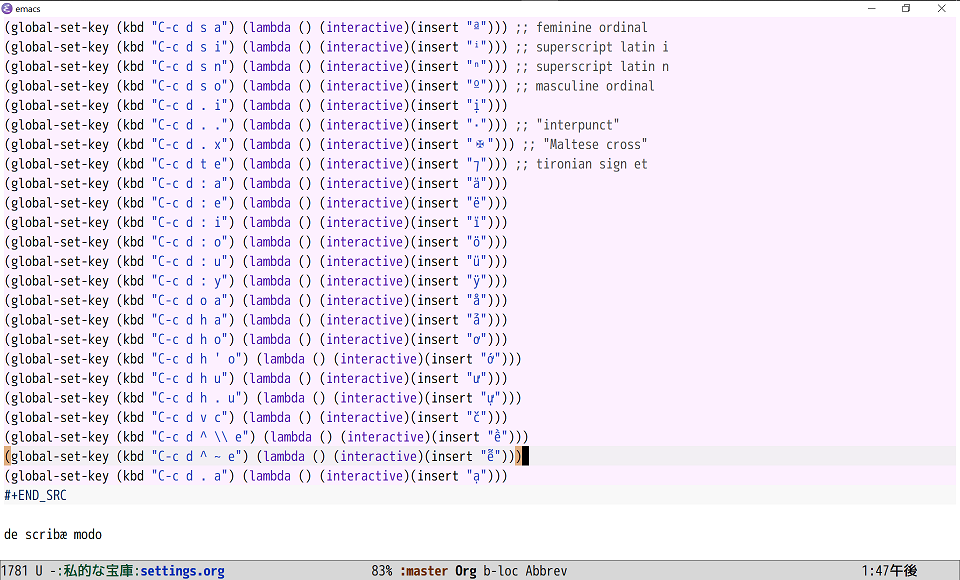 emacs
(global-set-key (kbd "C-c d s a") (lambda () (interactive)(insert "ª"))) ;; feminine ordinal
(global-set-key (kbd "C-c d s i") (lambda () (interactive)(insert "ⁱ"))) ;; superscript latin i
(global-set-key (kbd "C-c d s n") (lambda () (interactive)(insert "ⁿ"))) ;; superscript latin n
(global-set-key (kbd "C-c d s o") (lambda () (interactive)(insert "º"))) ;; masculine ordinal
(global-set-key (kbd "C-c d . i") (lambda () (interactive)(insert "ị")))
(global-set-key (kbd "C-c d . .") (lambda () (interactive)(insert "·"))) ;; "interpunct"
(global-set-key (kbd "C-c d . x") (lambda () (interactive)(insert "✠"))) ;; "Maltese cross"
(global-set-key (kbd "C-c d t e") (lambda () (interactive)(insert "⁊"))) ;; tironian sign et
(global-set-key (kbd "C-c d : a") (lambda () (interactive)(insert "ä")))
(global-set-key (kbd "C-c d : e") (lambda () (interactive)(insert "ë")))
(global-set-key (kbd "C-c d : i") (lambda () (interactive)(insert "ï")))
(global-set-key (kbd "C-c d : o") (lambda () (interactive)(insert "ö")))
(global-set-key (kbd "C-c d : u") (lambda () (interactive)(insert "ü")))
(global-set-key (kbd "C-c d : y") (lambda () (interactive)(insert "ÿ")))
(global-set-key (kbd "C-c d o a") (lambda () (interactive)(insert "å")))
(global-set-key (kbd "C-c d h a") (lambda () (interactive)(insert "ả")))
(global-set-key (kbd "C-c d h o") (lambda () (interactive)(insert "ơ")))
(global-set-key (kbd "C-c d h ' o") (lambda () (interactive)(insert "ớ")))
(global-set-key (kbd "C-c d h u") (lambda () (interactive)(insert "ư")))
(global-set-key (kbd "C-c d h . u") (lambda () (interactive)(insert "ự")))
(global-set-key (kbd "C-c d v c") (lambda () (interactive)(insert "č")))
(global-set-key (kbd "C-c d ^ \\ e") (lambda () (interactive)(insert "ề")))
(global-set-key (kbd "C-c d ^ ~ e") (lambda () (interactive)(insert "ễ")))
(global-set-key (kbd "C-c d . a") (lambda () (interactive)(insert "ạ")))
#+END_SRC
de scribæ modo
1781 U -:私的な宝庫:settings.org 83% :master Org b-loc Abbrev 1:47午後